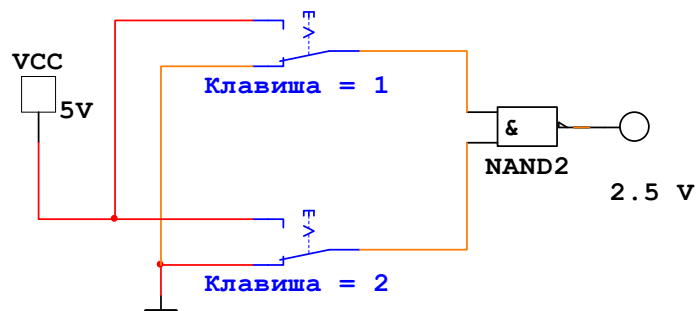 VCC
5V
Клавиша = 1
&
NAND2
2.5 V
Клавиша = 2